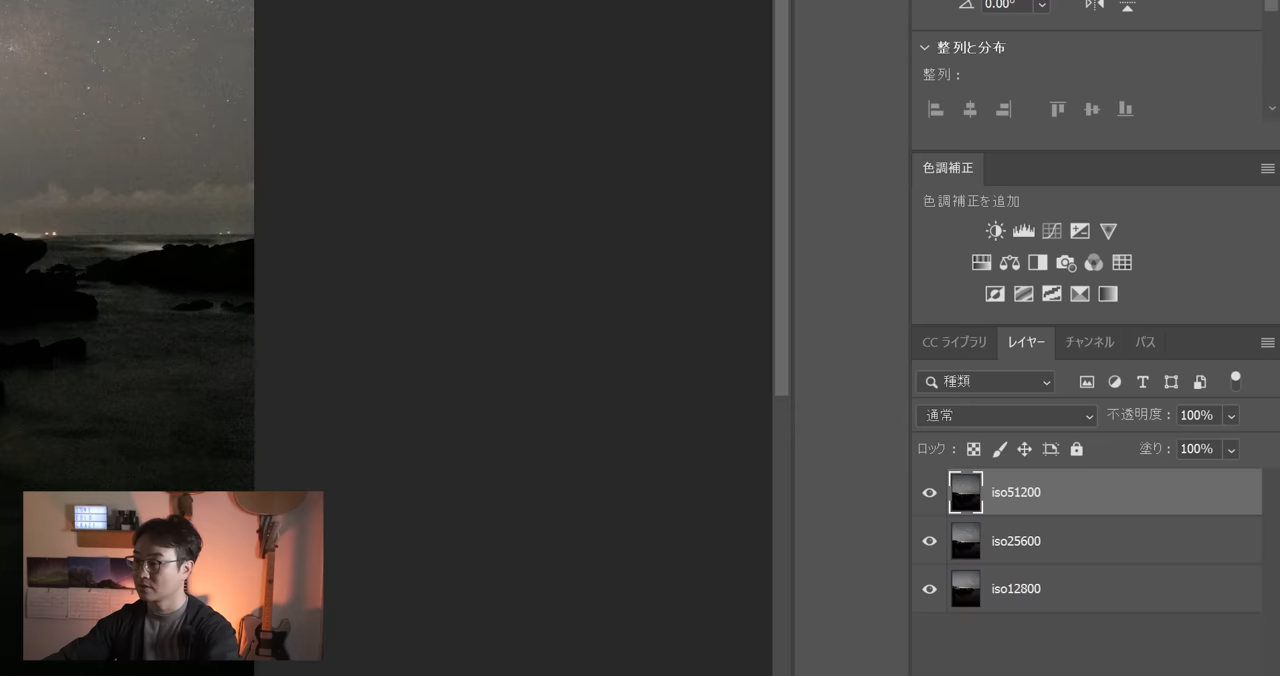 0.00°
整列と分布
整列：
色調補正
色調補正を追加
CC ライブラリ レイヤー チャンネル パス
種類
通常 不透明度： 100%
ロック： 塗り： 100%
iso51200
iso25600
iso12800